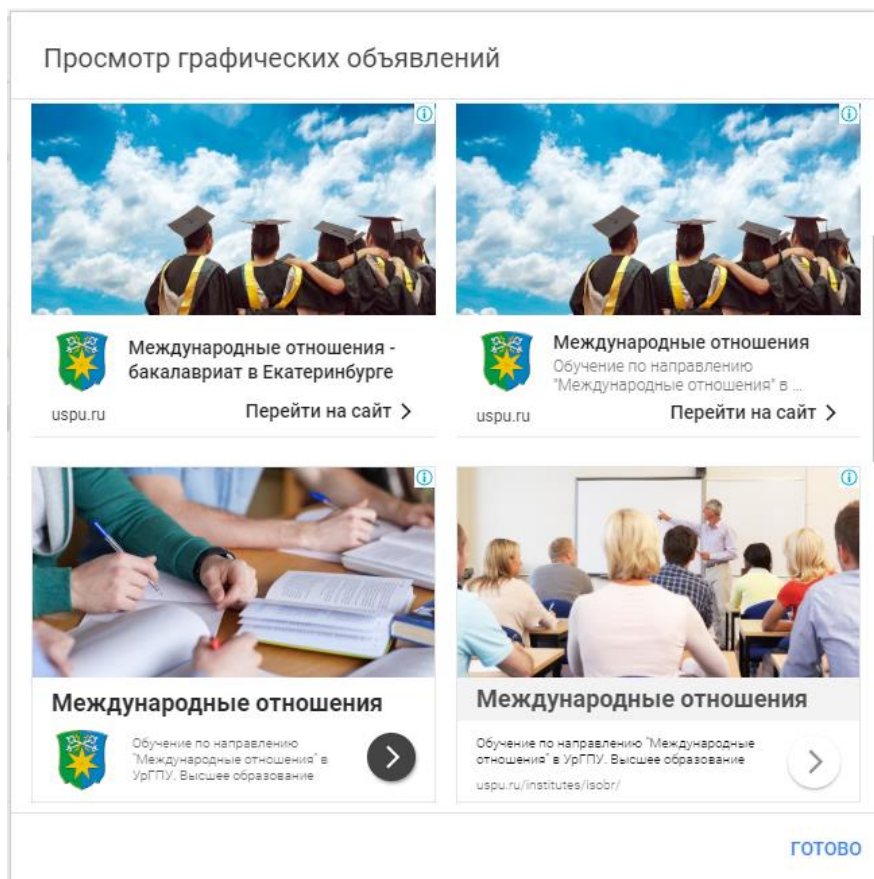 Просмотр графических объявлений
Международные отношения -
бакалавриат в Екатеринбурге
uspu.ru
Перейти на сайт
Международные отношения
Обучение по направлению
"Международные отношения" в ...
uspu.ru
Перейти на сайт
Международные отношения
Обучение по направлению
"Международные отношения" в
УрГПУ. Высшее образование
Международные отношения
Обучение по направлению "Международные
отношения" в УрГПУ. Высшее образование
uspu.ru/institutes/isobr/
ГОТОВО